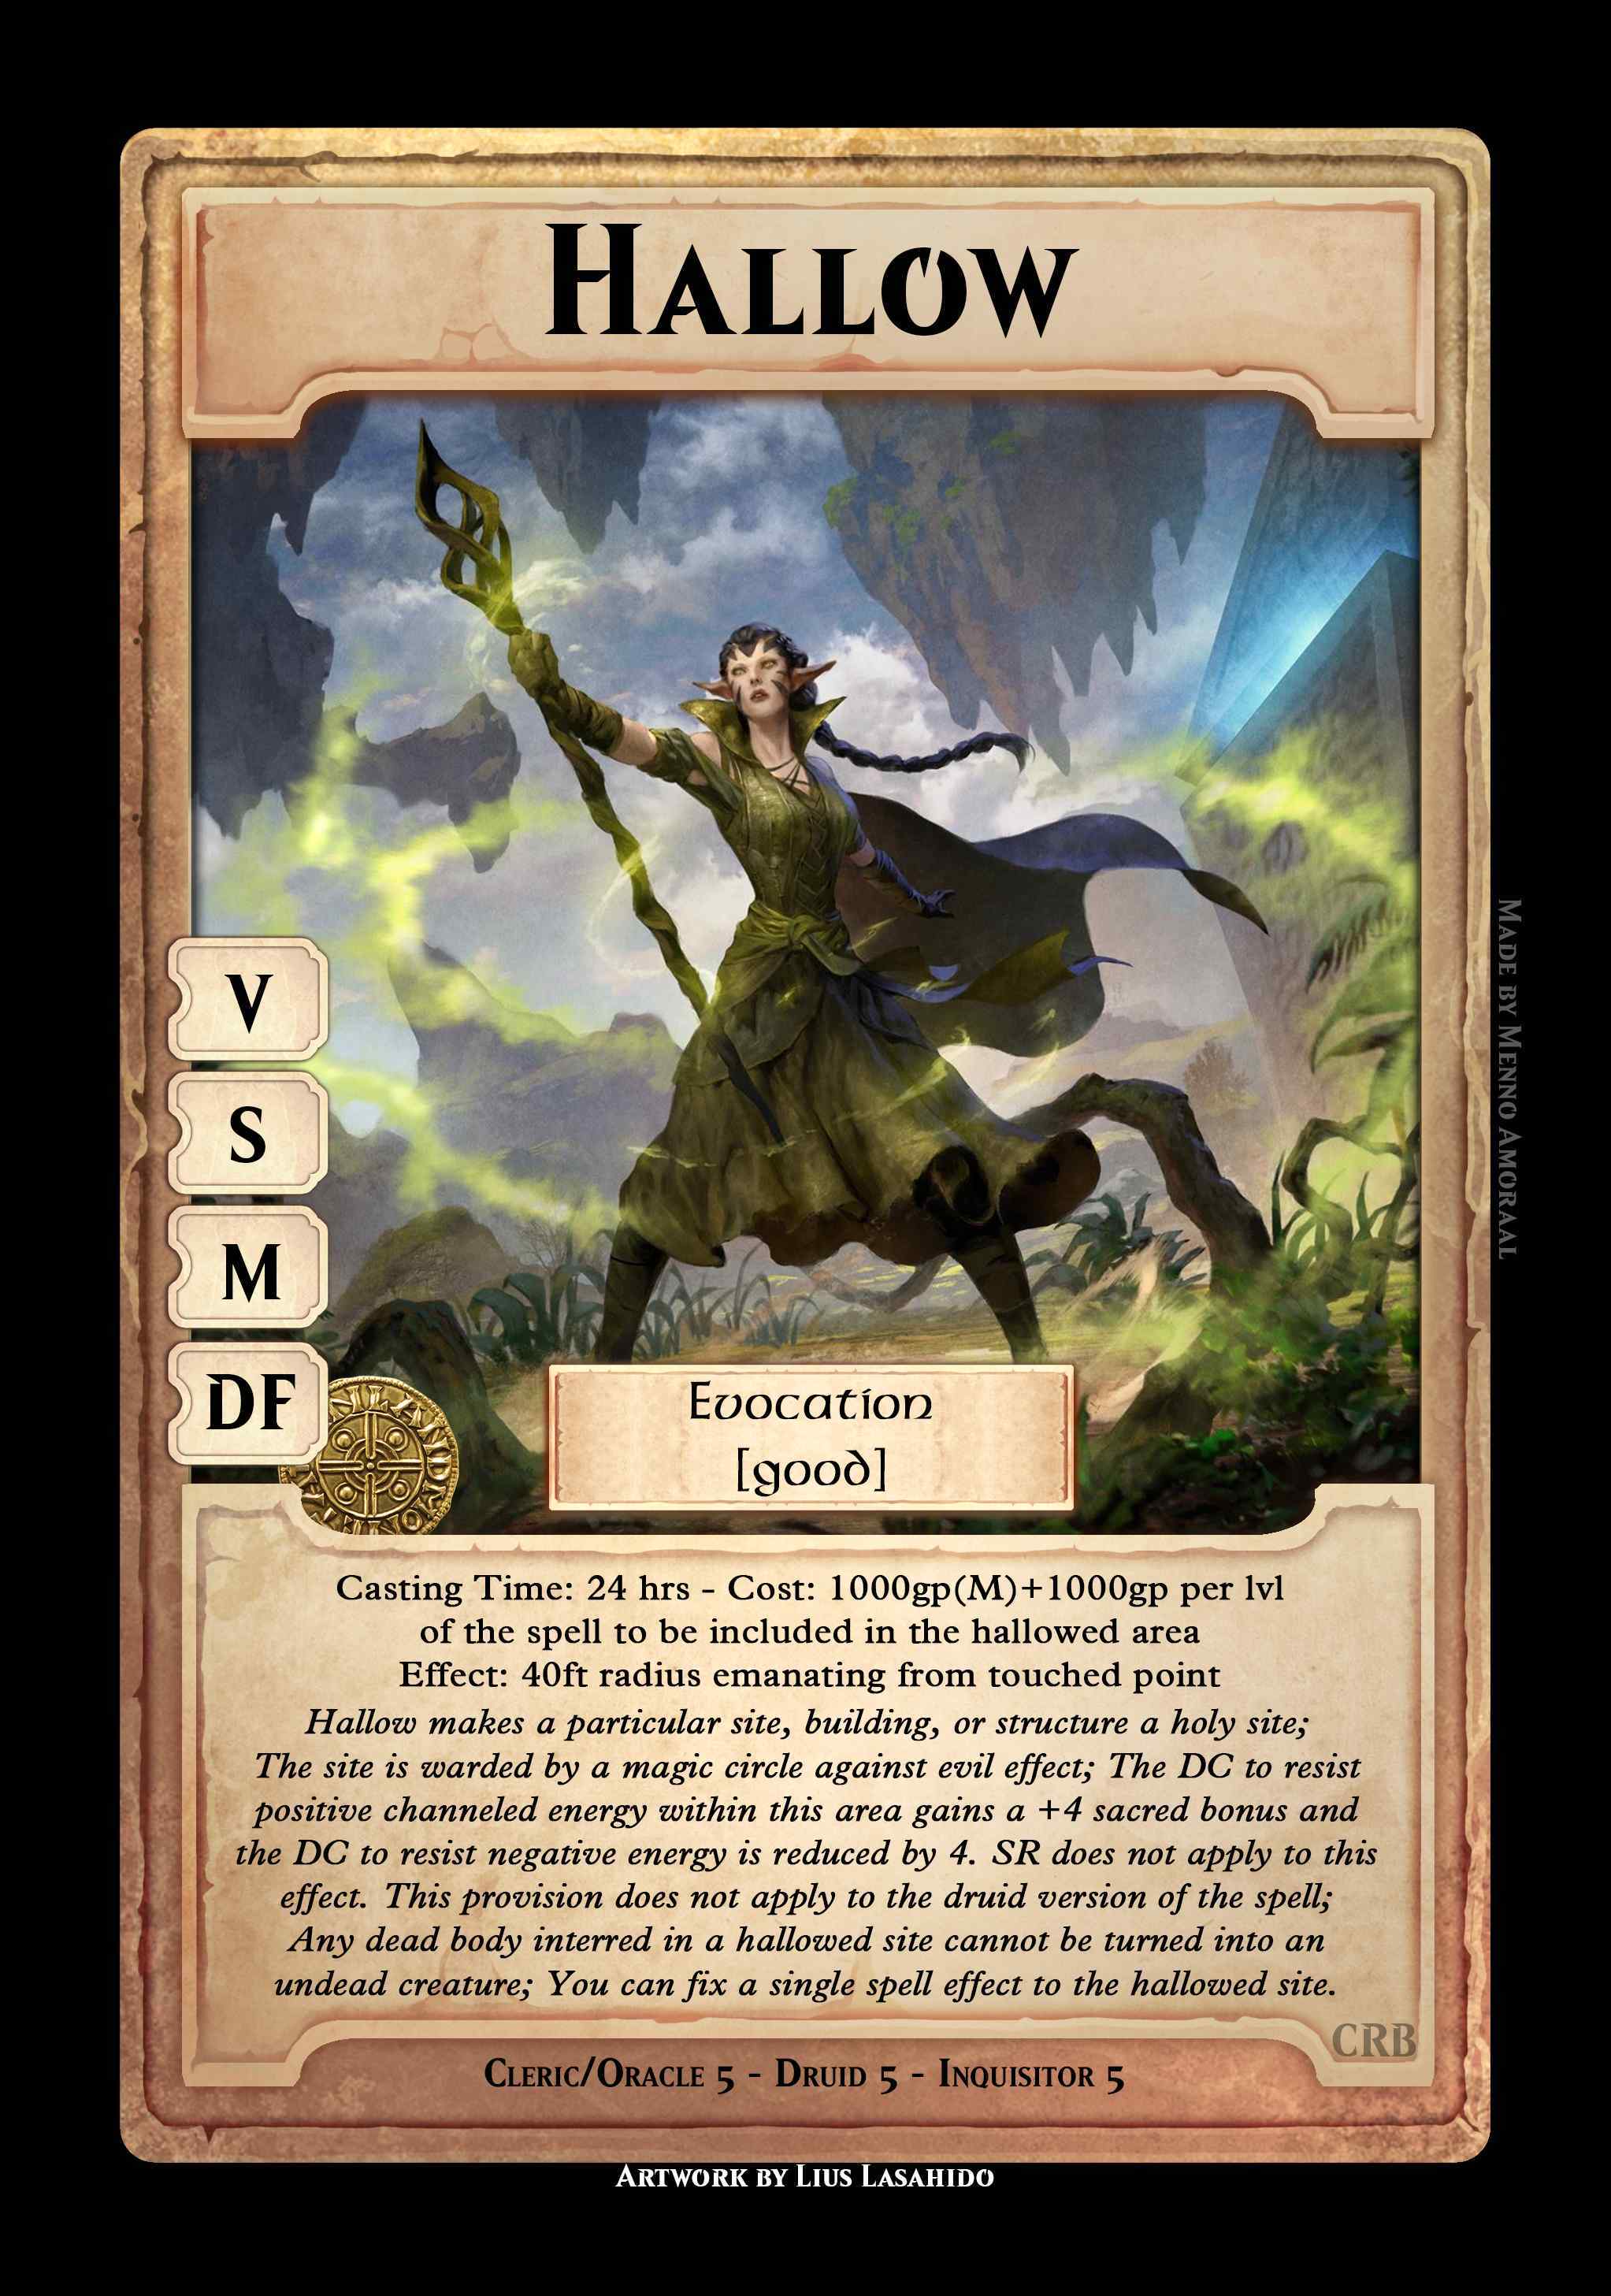 Hallow
V
S
M
DF
Evocation
[good]
Casting Time: 24 hrs - Cost: 1000gp(M)+1000gp per lvl
of the spell to be included in the hallowed area
Effect: 40ft radius emanating from touched point
Hallow makes a particular site, building, or structure a holy site;
The site is warded by a magic circle against evil effect; The DC to resist
positive channeled energy within this area gains a +4 sacred bonus and
the DC to resist negative energy is reduced by 4. SR does not apply to this
effect. This provision does not apply to the druid version of the spell;
Any dead body interred in a hallowed site cannot be turned into an
undead creature; You can fix a single spell effect to the hallowed site.
CRB
Cleric/Oracle 5 - Druid 5 - Inquisitor 5
Artwork by Lius Lasahido
Made by Menno Amoraal